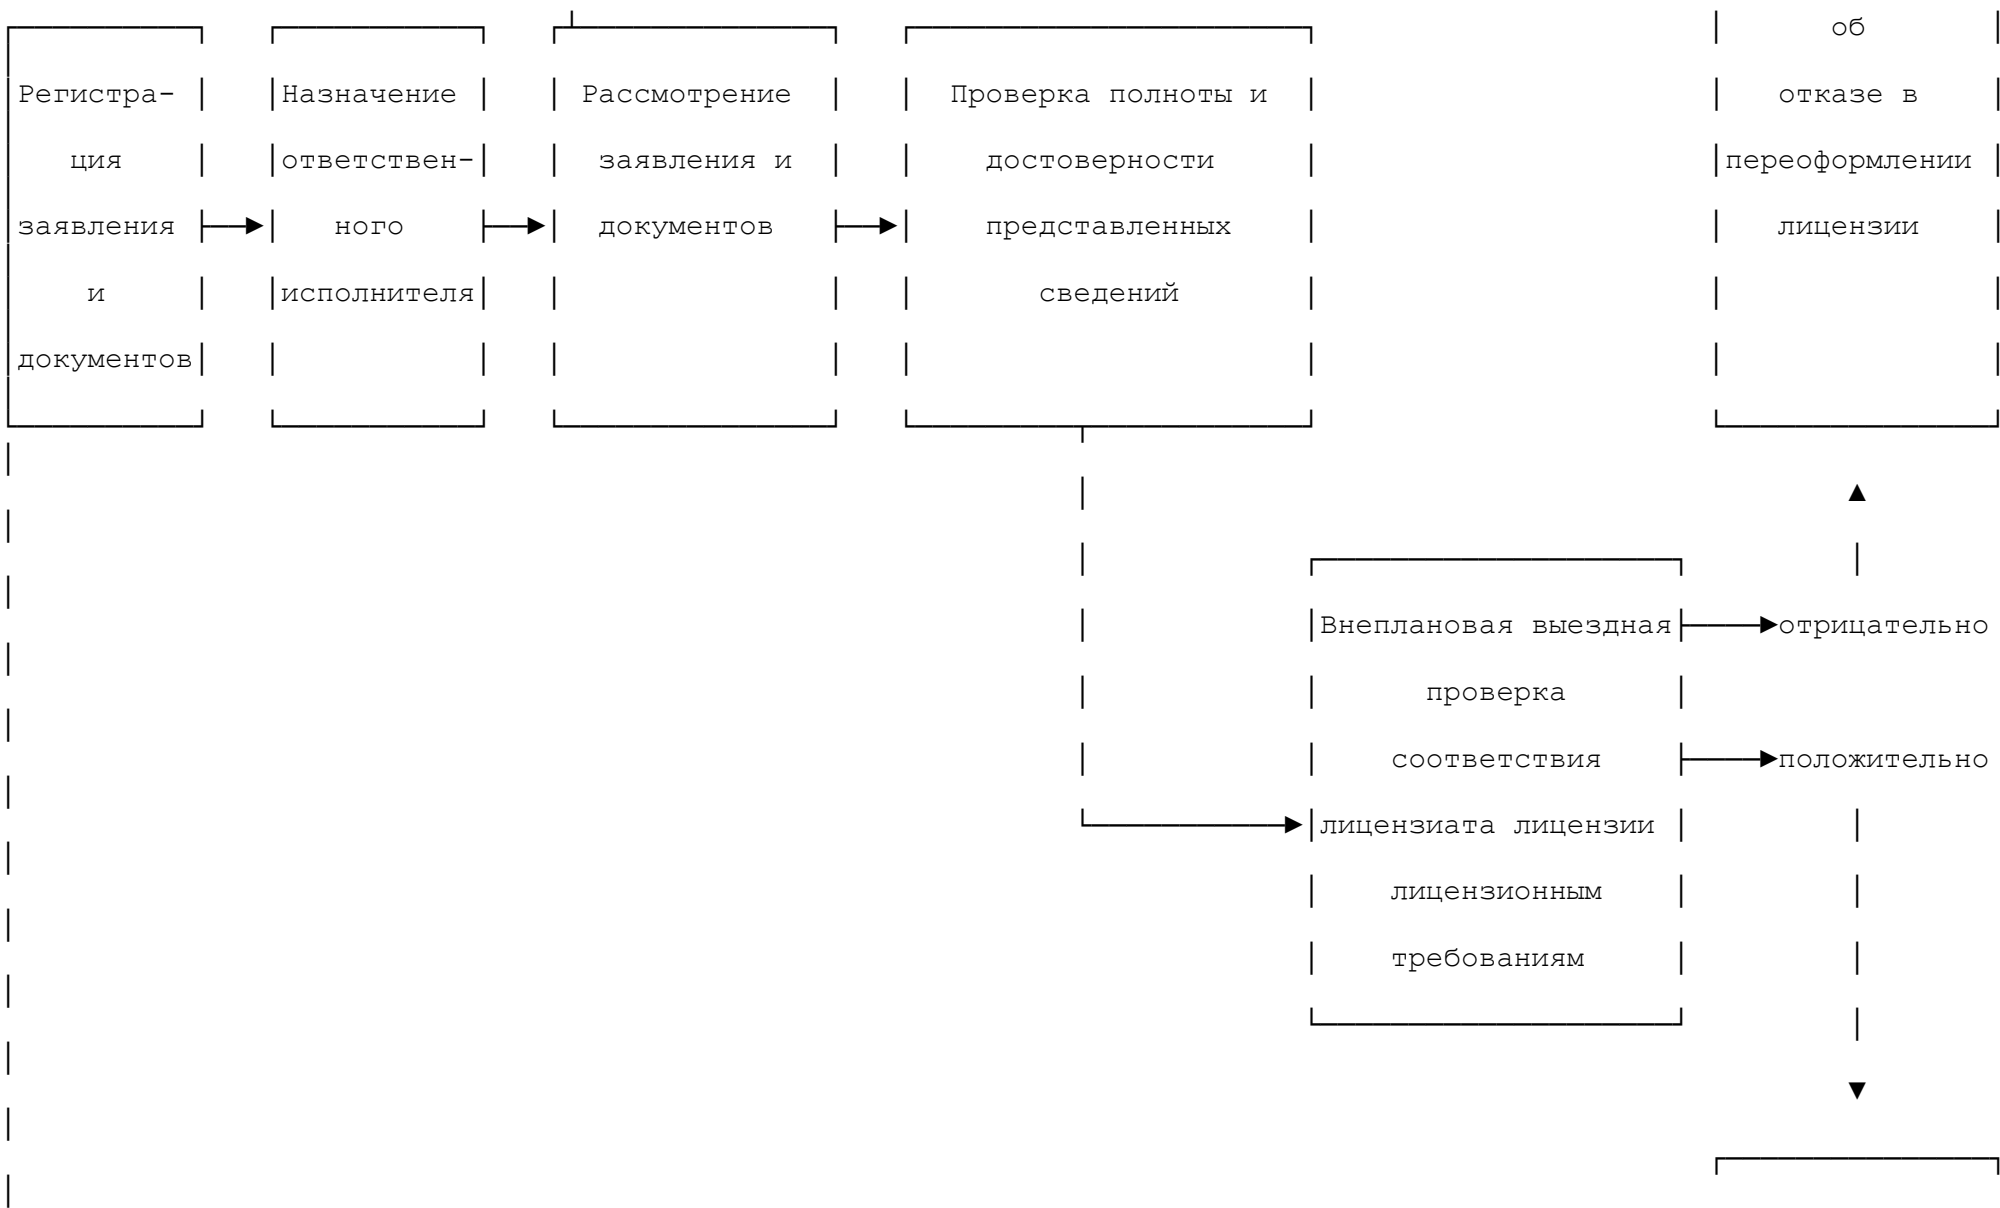 об
Регистра- Назначение Рассмотрение Проверка полноты и отказе в
ция ответствен- заявления и достоверности переоформлении
заявления ного документов представленных лицензии
и исполнителя сведений
документов
Внеплановая выездная отрицательно
проверка
соответствия положительно
лицензиата лицензии
лицензионным
требованиям